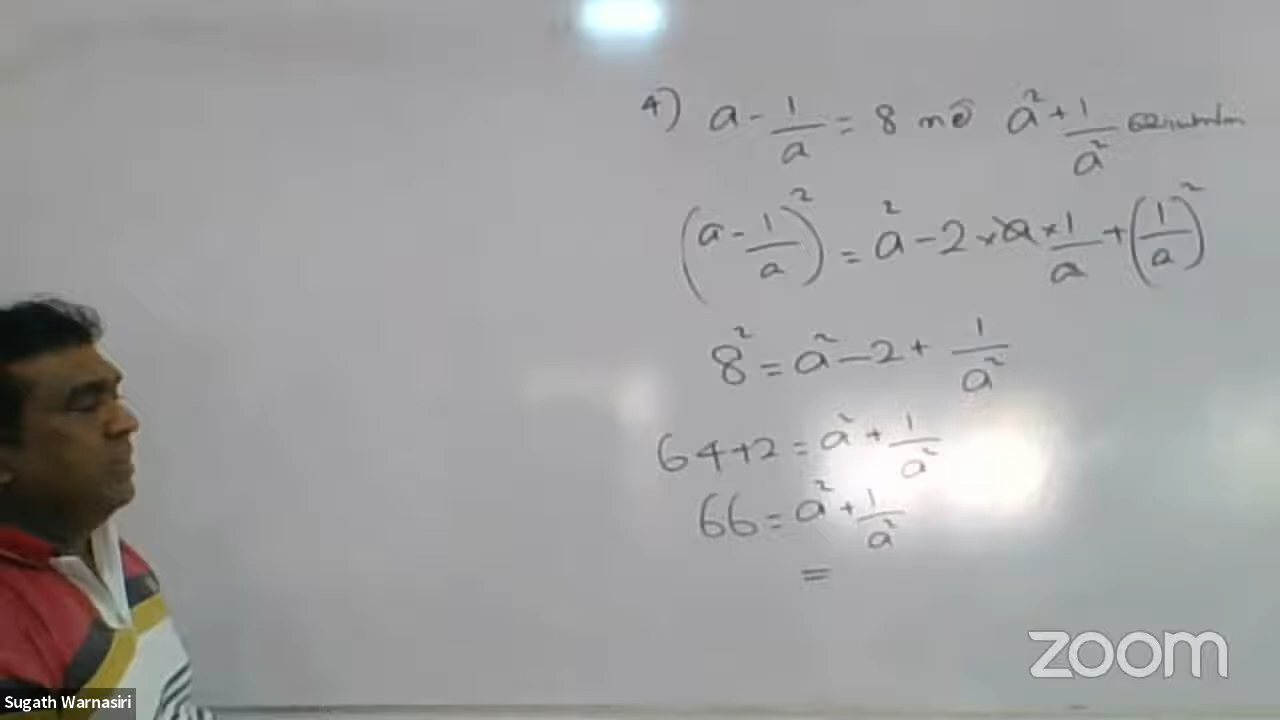 4) a - 1/a = 8 නම් a² + 1/a²
(a - 1/a)² = a² - 2 × a × 1/a + (1/a)²
8² = a² - 2 + 1/a²
64 + 2 = a² + 1/a²
66 = a² + 1/a²
=
zoom
Sugath Warnasiri